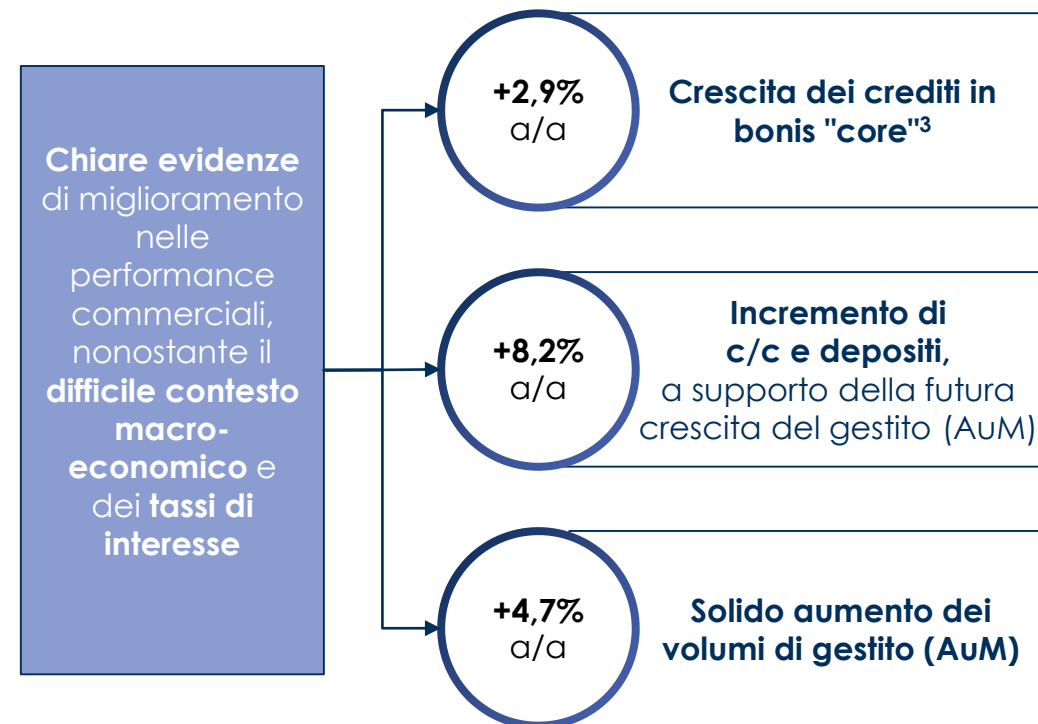 Chiare evidenze
di miglioramento
nelle
performance
commerciali,
nonostante il
difficile contesto
macro-
economico e
dei tassi di
interesse
+2,9%
a/a
Crescita dei crediti in
bonis "core"³
+8,2%
a/a
Incremento di
c/c e depositi,
a supporto della futura
crescita del gestito (AuM)
+4,7%
a/a
Solido aumento dei
volumi di gestito (AuM)